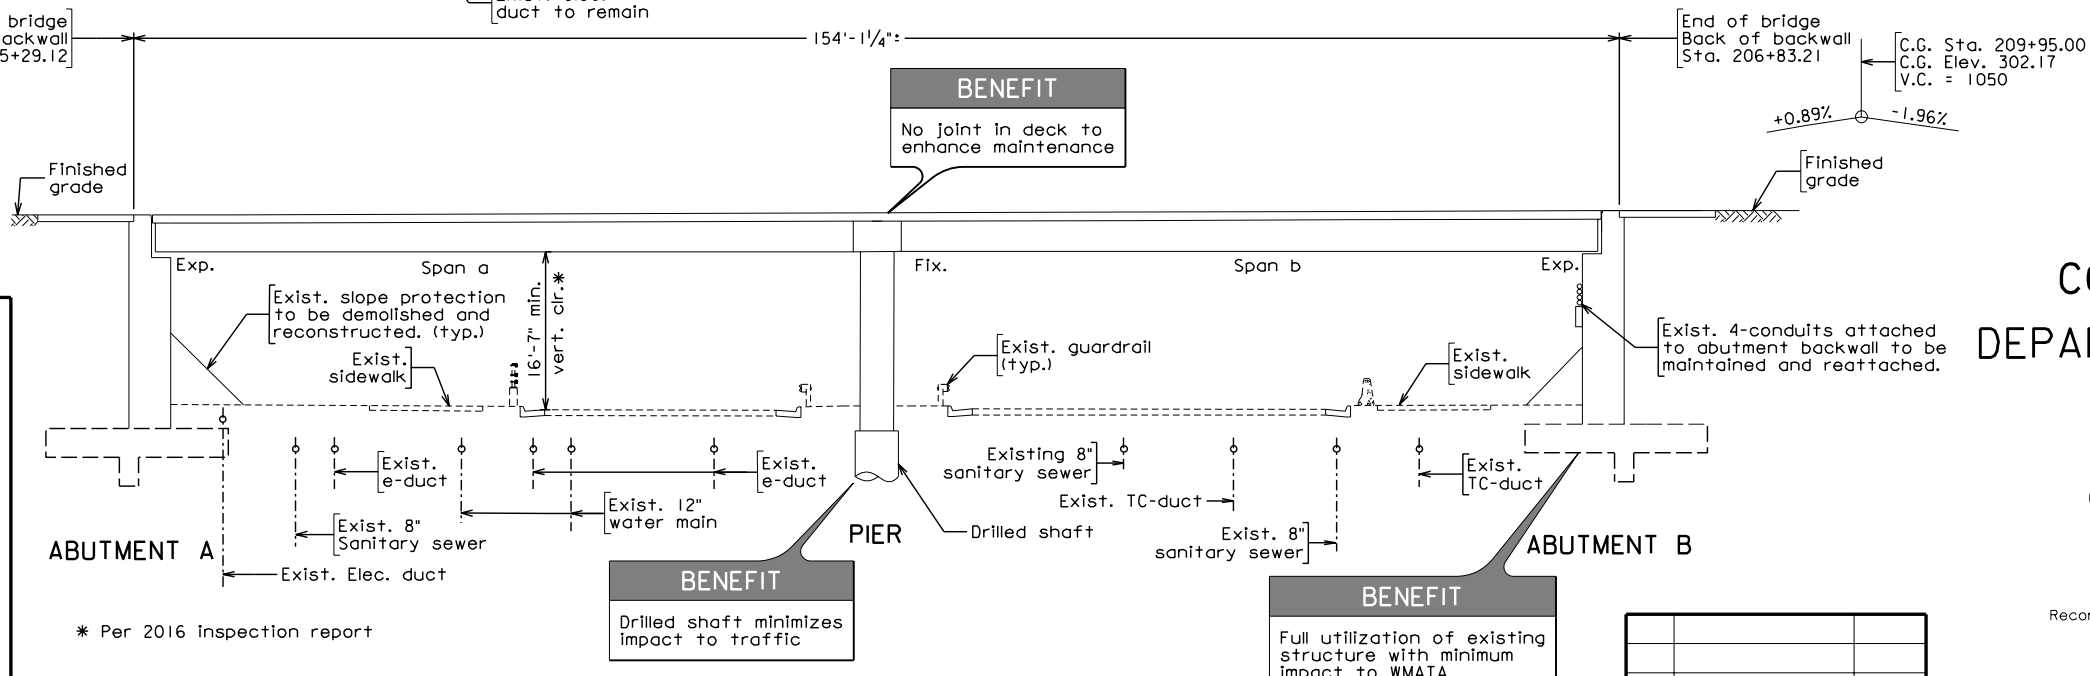 duct to remain
bridge
5+29.12
154'-1¼"±
End of bridge
Back of backwall
Sta. 206+83.21
C.G. Sta. 209+95.00
C.G. Elev. 302.17
V.C. = 1050
+0.89%
-1.96%
BENEFIT
No joint in deck to
enhance maintenance
Finished
grade
Finished
grade
Exp.
Span a
Fix.
Span b
Exp.
16'-7" min.
vert. clr.*
Exist. slope protection
to be demolished and
reconstructed. (typ.)
Exist.
sidewalk
Exist. guardrail
(typ.)
Exist.
sidewalk
Exist. 4-conduits attached
to abutment backwall to be
maintained and reattached.
Exist.
e-duct
Exist.
e-duct
Existing 8"
sanitary sewer
Exist.
TC-duct
Exist. TC-duct
Exist. 12"
water main
Exist. 8"
Sanitary sewer
PIER
Drilled shaft
Exist. 8"
sanitary sewer
ABUTMENT A
ABUTMENT B
Exist. Elec. duct
BENEFIT
Drilled shaft minimizes
impact to traffic
BENEFIT
Full utilization of existing
structure with minimum
impact to WMATA
* Per 2016 inspection report